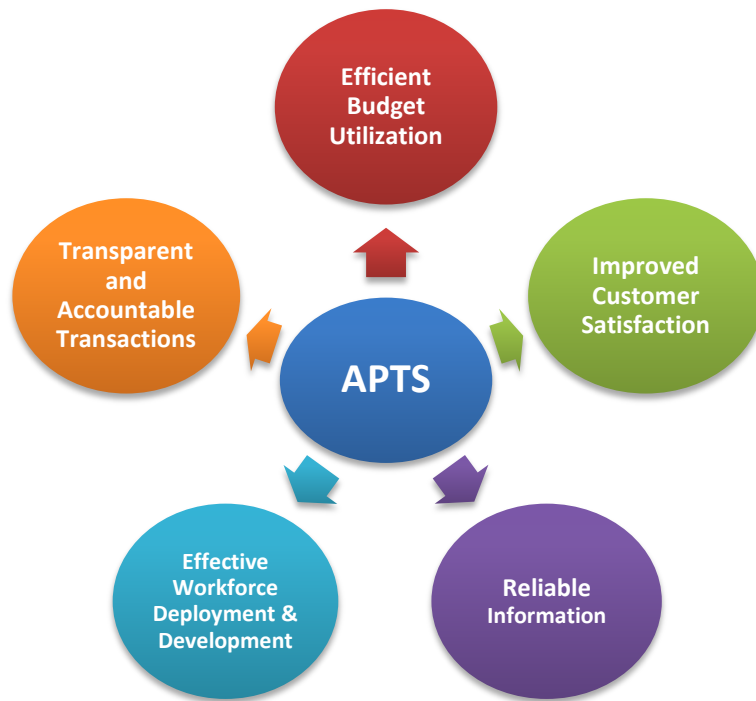 Efficient
Budget
Utilization
Transparent
and
Accountable
Transactions
Improved
Customer
Satisfaction
APTS
Effective
Workforce
Deployment &
Development
Reliable
Information